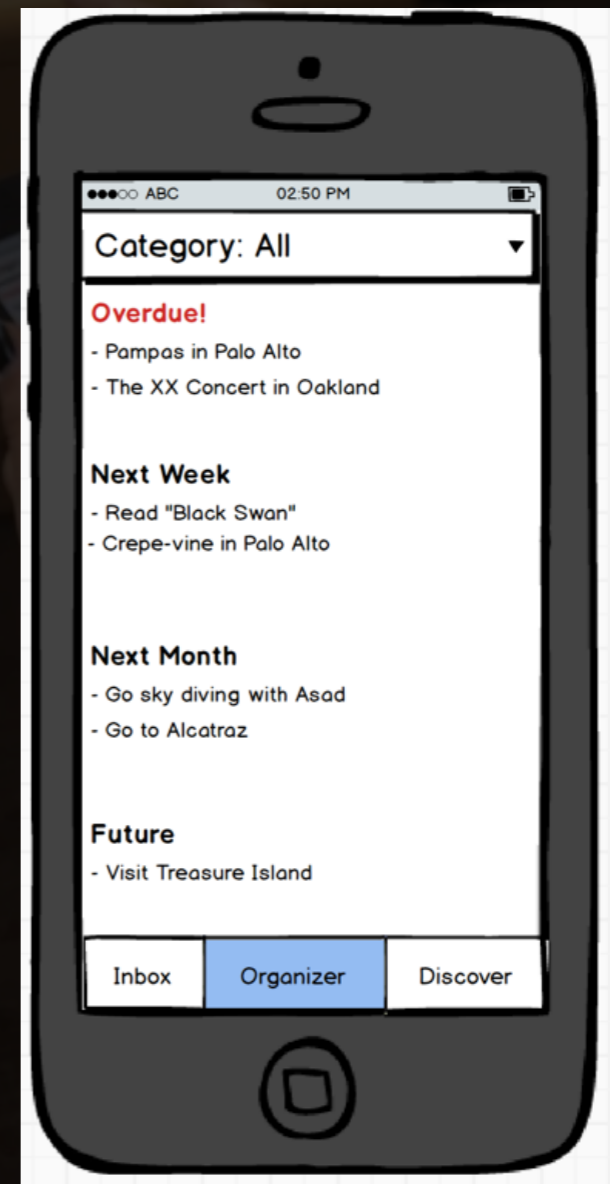 ABC 02:50 PM
Category: All
Overdue!
- Pampas in Palo Alto
- The XX Concert in Oakland
Next Week
- Read "Black Swan"
- Crepe-vine in Palo Alto
Next Month
- Go sky diving with Asad
- Go to Alcatraz
Future
- Visit Treasure Island
Inbox Organizer Discover